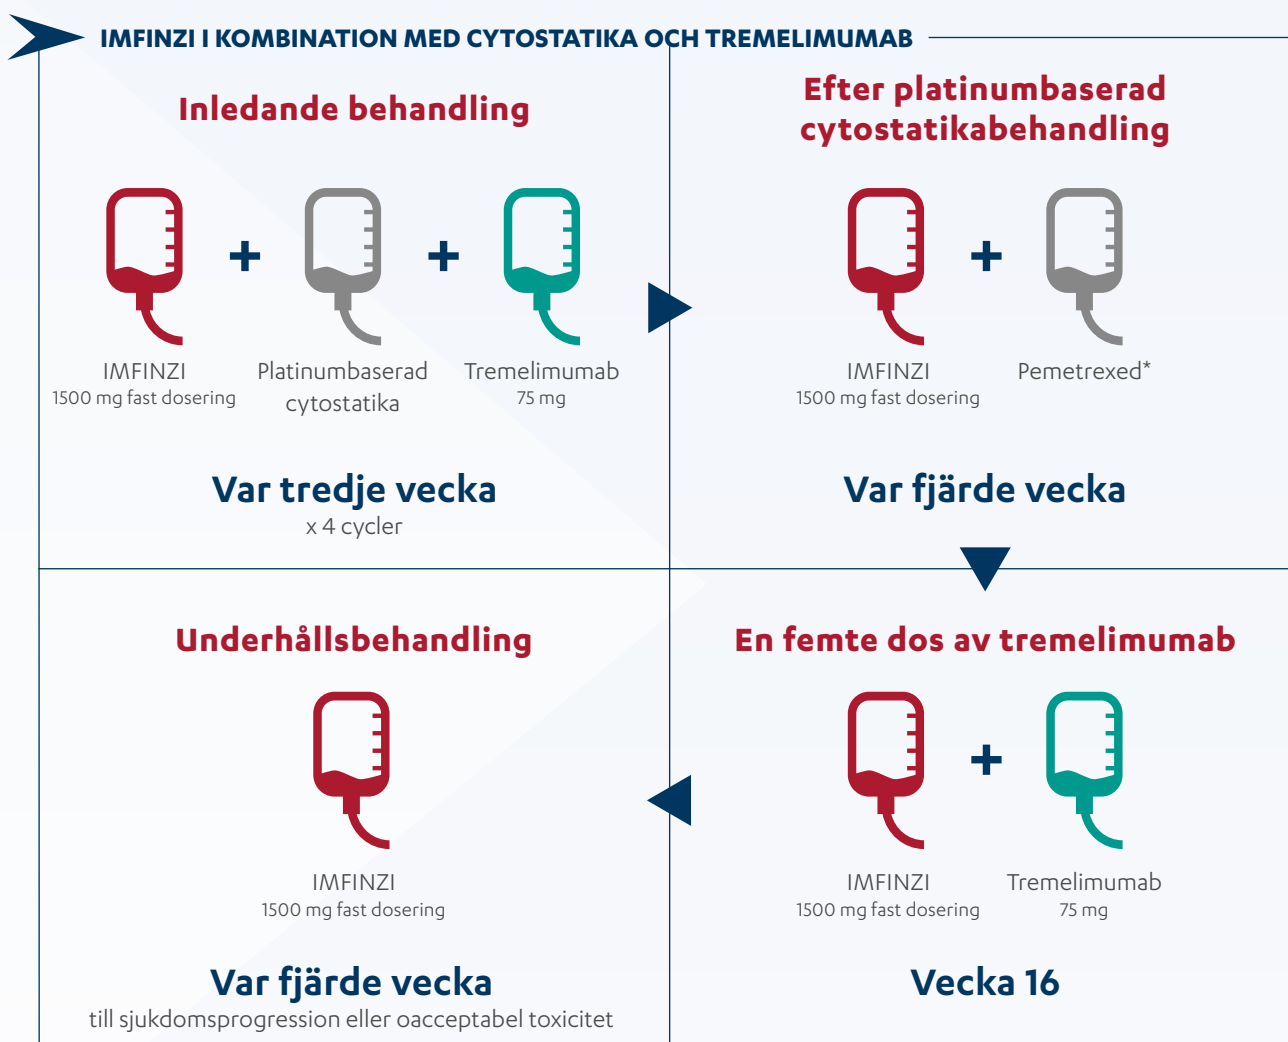 IMFINZI I KOMBINATION MED CYTOSTATIKA OCH TREMELIMUMAB
Inledande behandling
+
+
IMFINZI
1500 mg fast dosering
Platinumbaserad
cytostatika
Tremelimumab
75 mg
Var tredje vecka
x 4 cycler
Efter platinumbaserad
cytostatikabehandling
+
IMFINZI
1500 mg fast dosering
Pemetrexed*
Var fjärde vecka
En femte dos av tremelimumab
+
IMFINZI
1500 mg fast dosering
Tremelimumab
75 mg
Vecka 16
Underhållsbehandling
IMFINZI
1500 mg fast dosering
Var fjärde vecka
till sjukdomsprogression eller oacceptabel toxicitet